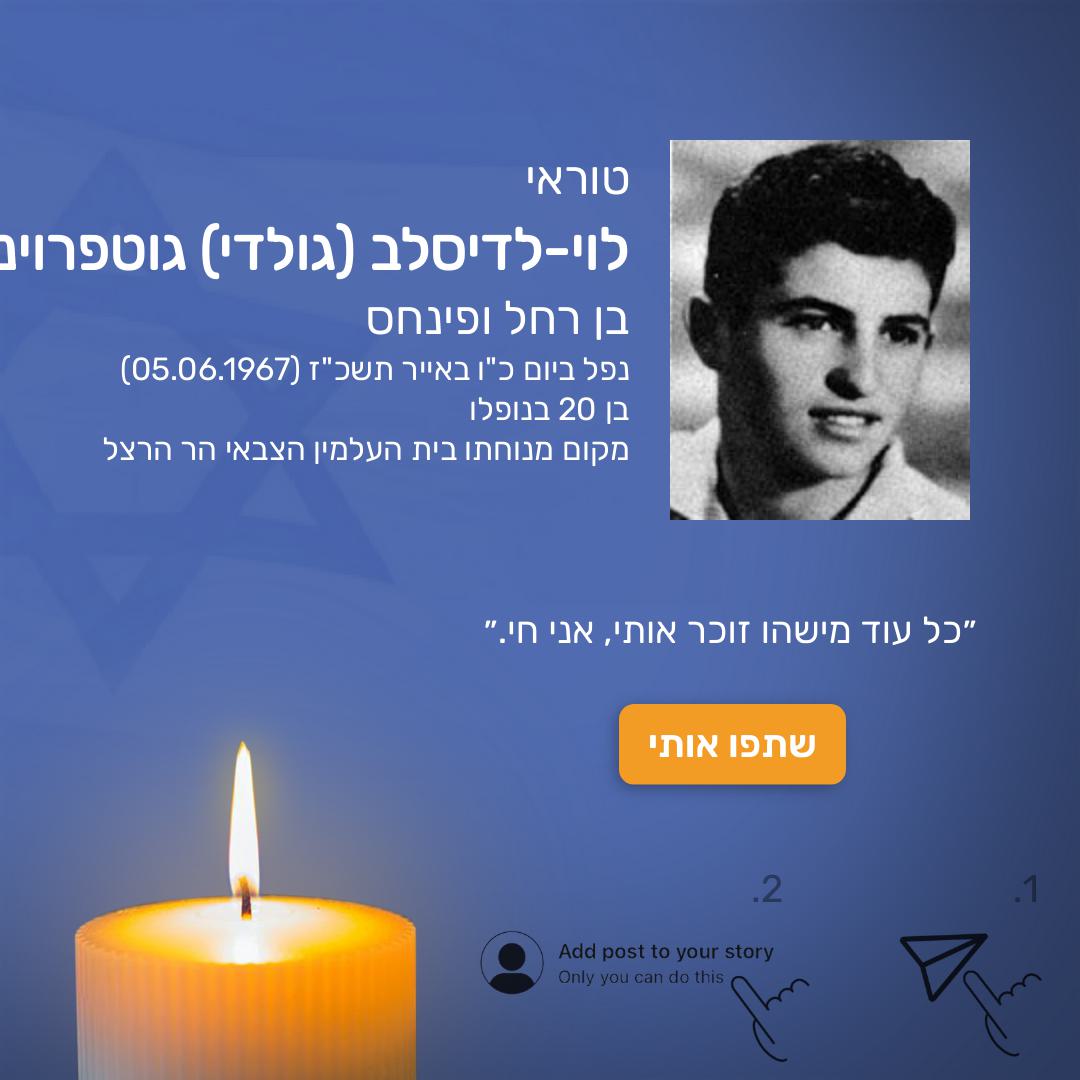 טוראי
לוי-לדיסלב (גולדי)
בן רחל ופינחס
נפל ביום כ"ו באייר תשכ"ז (05.06.1967)
בן 20 בנופלו
מקום מנוחתו בית העלמין הצבאי הר הרצל
״כל עוד מישהו זוכר אותי, אני חי.״
שתפו אותי
1.
2.
Add post to your story
Only you can do this